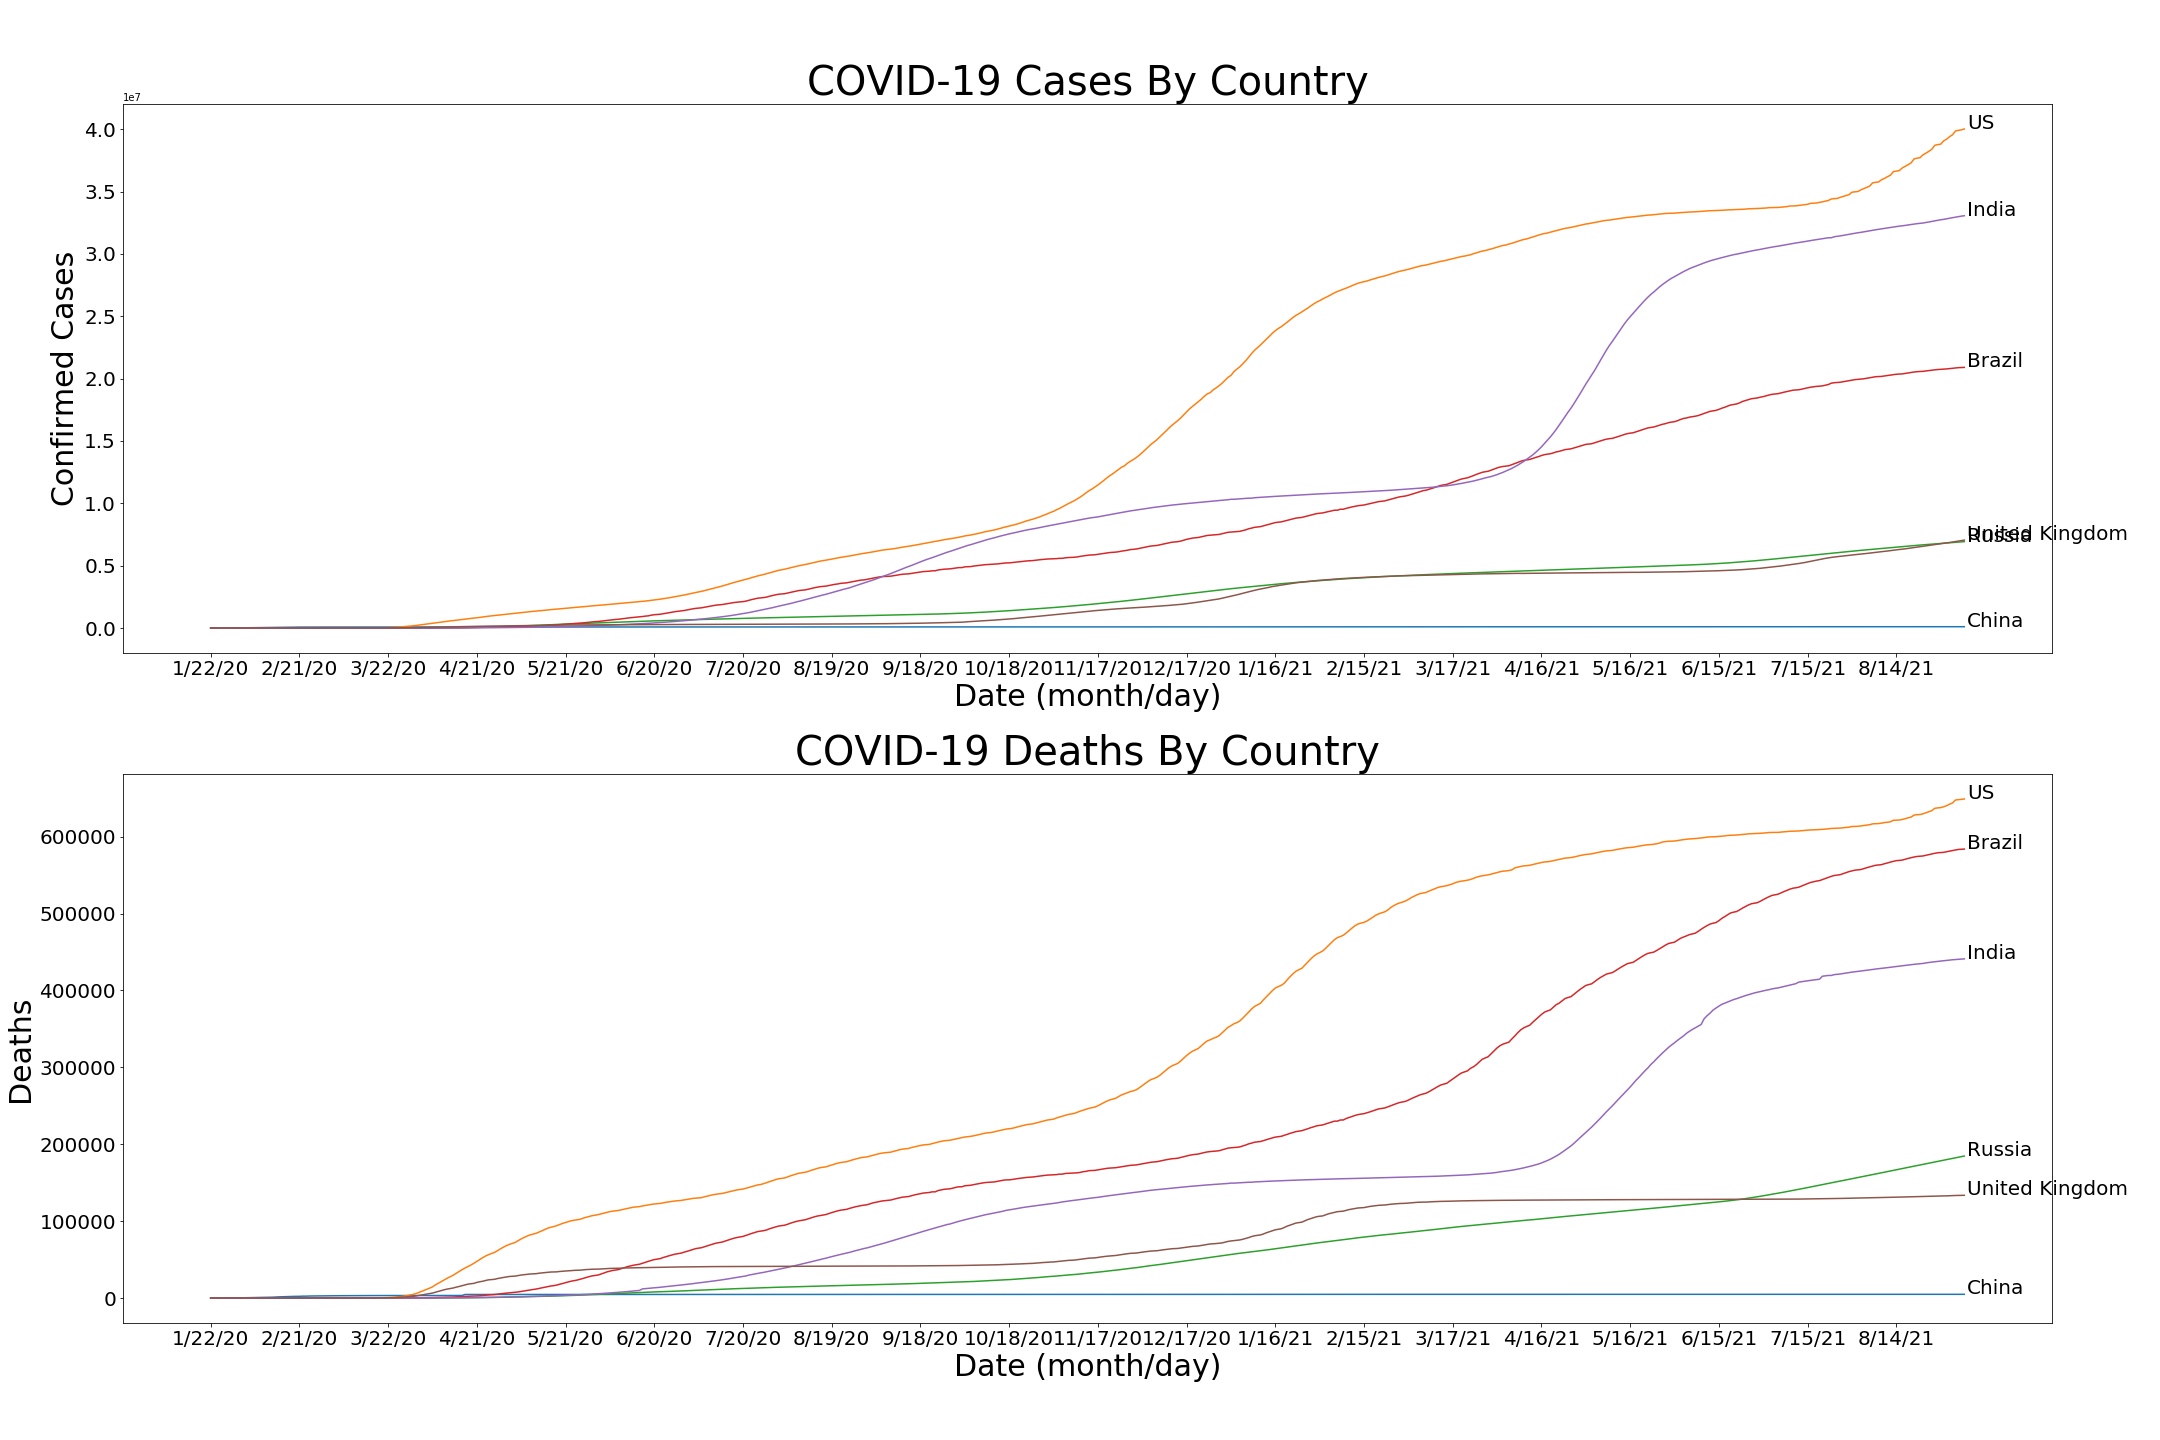 COVID-19 Cases By Country
1e7
4.0
3.5
3.0
2.5
2.0
1.5
1.0
0.5
0.0
Confirmed Cases
US
India
Brazil
United Kingdom
Russia
China
1/22/20 2/21/20 3/22/20 4/21/20 5/21/20 6/20/20 7/20/20 8/19/20 9/18/20 10/18/20 11/17/20 12/17/20 1/16/21 2/15/21 3/17/21 4/16/21 5/16/21 6/15/21 7/15/21 8/14/21
Date (month/day)
COVID-19 Deaths By Country
600000
500000
400000
300000
200000
100000
0
Deaths
US
Brazil
India
Russia
United Kingdom
China
1/22/20 2/21/20 3/22/20 4/21/20 5/21/20 6/20/20 7/20/20 8/19/20 9/18/20 10/18/20 11/17/20 12/17/20 1/16/21 2/15/21 3/17/21 4/16/21 5/16/21 6/15/21 7/15/21 8/14/21
Date (month/day)